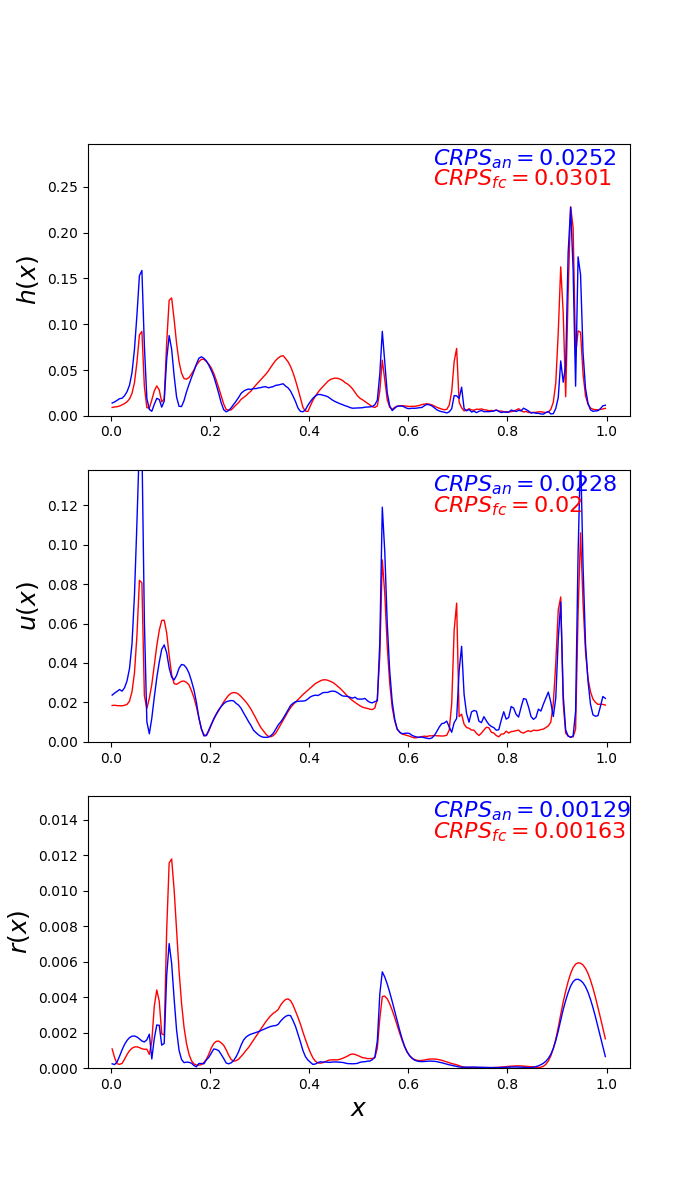 CRPS_an = 0.0252
CRPS_fc = 0.0301
h(x)
0.25
0.20
0.15
0.10
0.05
0.00
0.0 0.2 0.4 0.6 0.8 1.0
CRPS_an = 0.0228
CRPS_fc = 0.02
u(x)
0.12
0.10
0.08
0.06
0.04
0.02
0.00
0.0 0.2 0.4 0.6 0.8 1.0
CRPS_an = 0.00129
CRPS_fc = 0.00163
r(x)
0.014
0.012
0.010
0.008
0.006
0.004
0.002
0.000
0.0 0.2 0.4 0.6 0.8 1.0
x